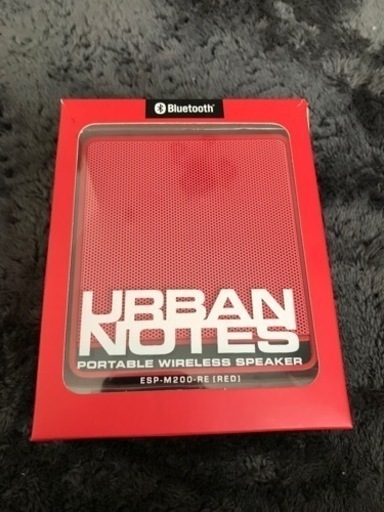 Bluetooth®
URBAN
NOTES
PORTABLE WIRELESS SPEAKER
ESP-M200-RE [RED]